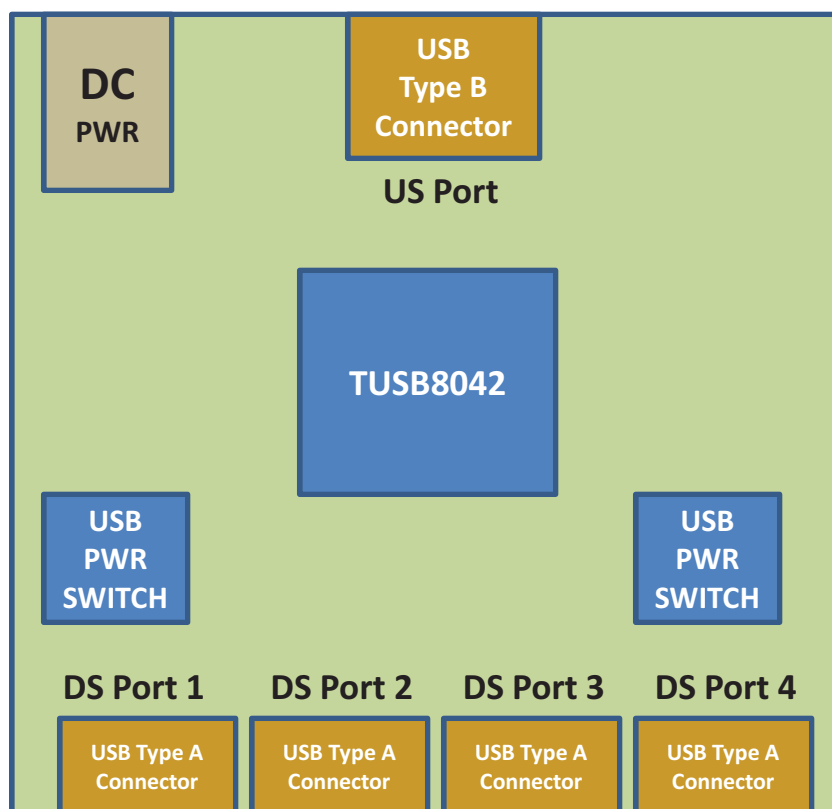 DC
PWR
USB
Type B
Connector
US Port
TUSB8042
USB
PWR
SWITCH
USB
PWR
SWITCH
DS Port 1
DS Port 2
DS Port 3
DS Port 4
USB Type A
Connector
USB Type A
Connector
USB Type A
Connector
USB Type A
Connector